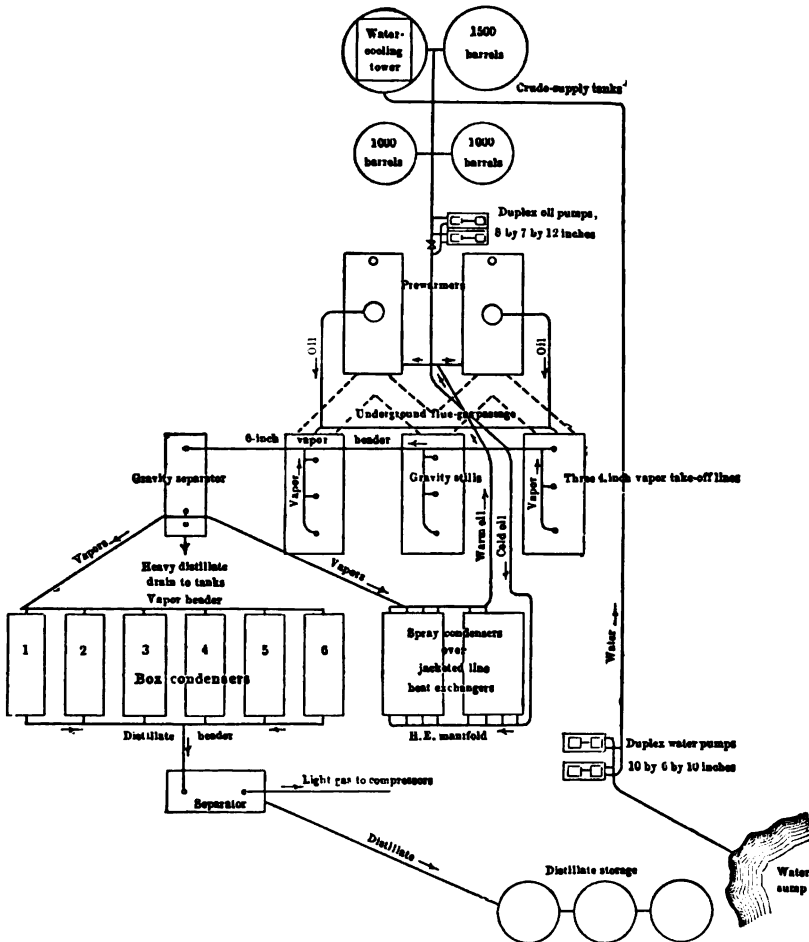 Water-
cooling
tower
1500
barrels
Crude-supply tanks
1000
barrels
1000
barrels
Duplex oil pumps,
8 by 7 by 12 inches
Prewarmers
Oil
Oil
Underground flue-gas passage
6-inch vapor header
Gravity separator
Gravity stills
Three 4-inch vapor take-off lines
Vapor
Vapor
Warm oil
Cold oil
Vapors
Vapors
Heavy distillate
drain to tanks
Vapor header
1 2 3 4 5 6
Box condensers
Spray condensers
over
jacketed line
heat exchangers
Water
Distillate header
H.E. manifold
Duplex water pumps
10 by 6 by 10 inches
Light gas to compressors
Separator
Distillate
Distillate storage
Water
sump